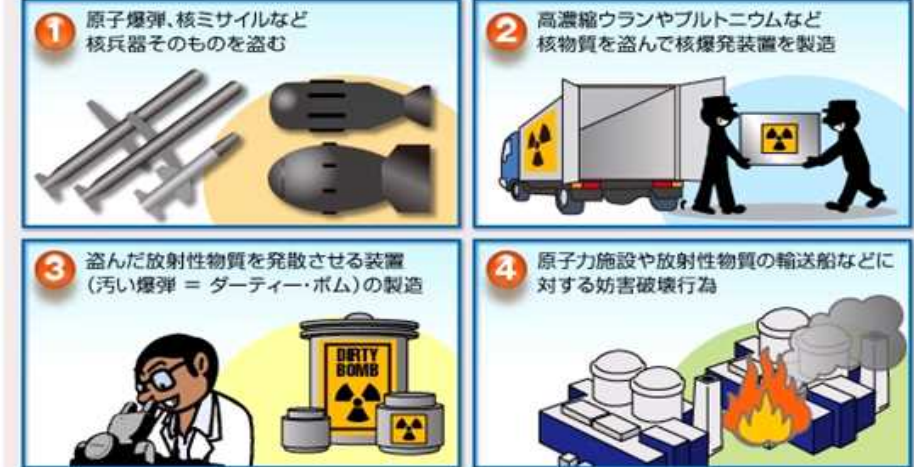 1 原子爆弾、核ミサイルなど
核兵器そのものを盗む
2 高濃縮ウランやプルトニウムなど
核物質を盗んで核爆発装置を製造
3 盗んだ放射性物質を発散させる装置
(汚い爆弾 = ダーティー・ボム)の製造
DIRTY
BOMB
4 原子力施設や放射性物質の輸送船などに
対する妨害破壊行為